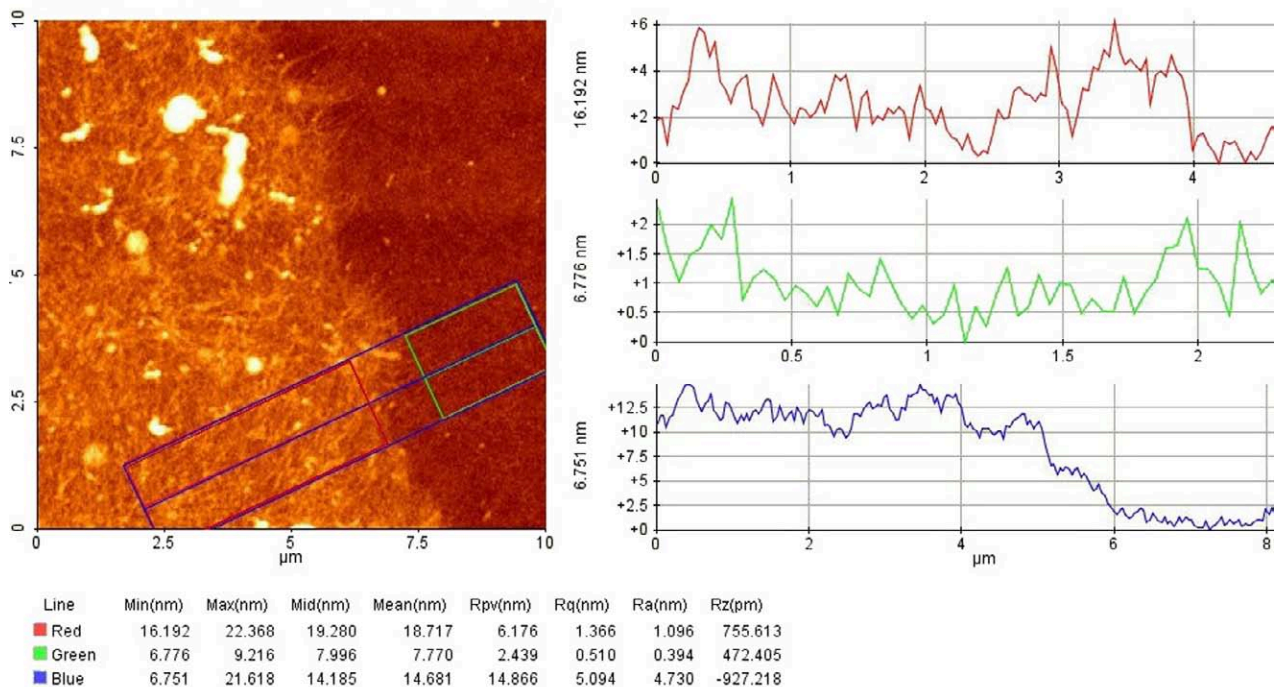 10
7.5
5
2.5
0
0 2.5 5 7.5 10
µm
16.192 nm
+6
+4
+2
+0
0 1 2 3 4
6.776 nm
+2
+1.5
+1
+0.5
+0
0 0.5 1 1.5 2
6.751 nm
+12.5
+10
+7.5
+5
+2.5
+0
0 2 4 6 8
µm
Line Min(nm) Max(nm) Mid(nm) Mean(nm) Rpv(nm) Rq(nm) Ra(nm) Rz(pm)
Red 16.192 22.368 19.280 18.717 6.176 1.366 1.096 755.613
Green 6.776 9.216 7.996 7.770 2.439 0.510 0.394 472.405
Blue 6.751 21.618 14.185 14.681 14.866 5.094 4.730 -927.218